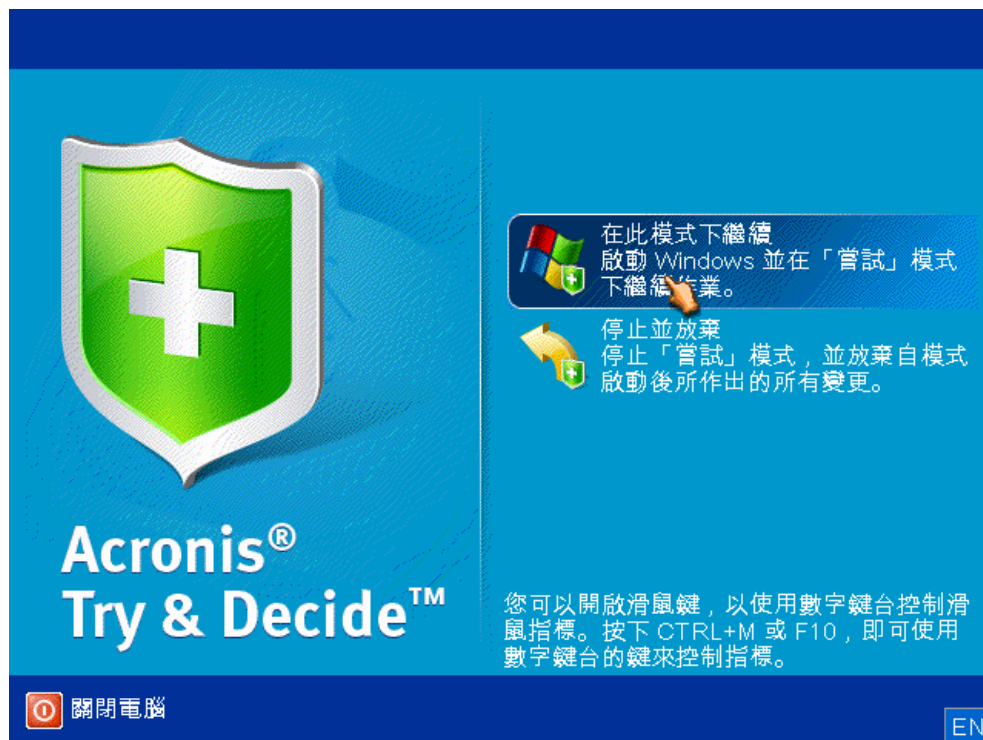 在此模式下繼續
啟動 Windows 並在「嘗試」模式
下繼續作業。
停止並放棄
停止「嘗試」模式，並放棄自模式
啟動後所作出的所有變更。
Acronis®
Try & Decide™
您可以開啟滑鼠鍵，以使用數字鍵台控制滑
鼠指標。按下 CTRL+M 或 F10，即可使用
數字鍵台的鍵來控制指標。
關閉電腦
EN